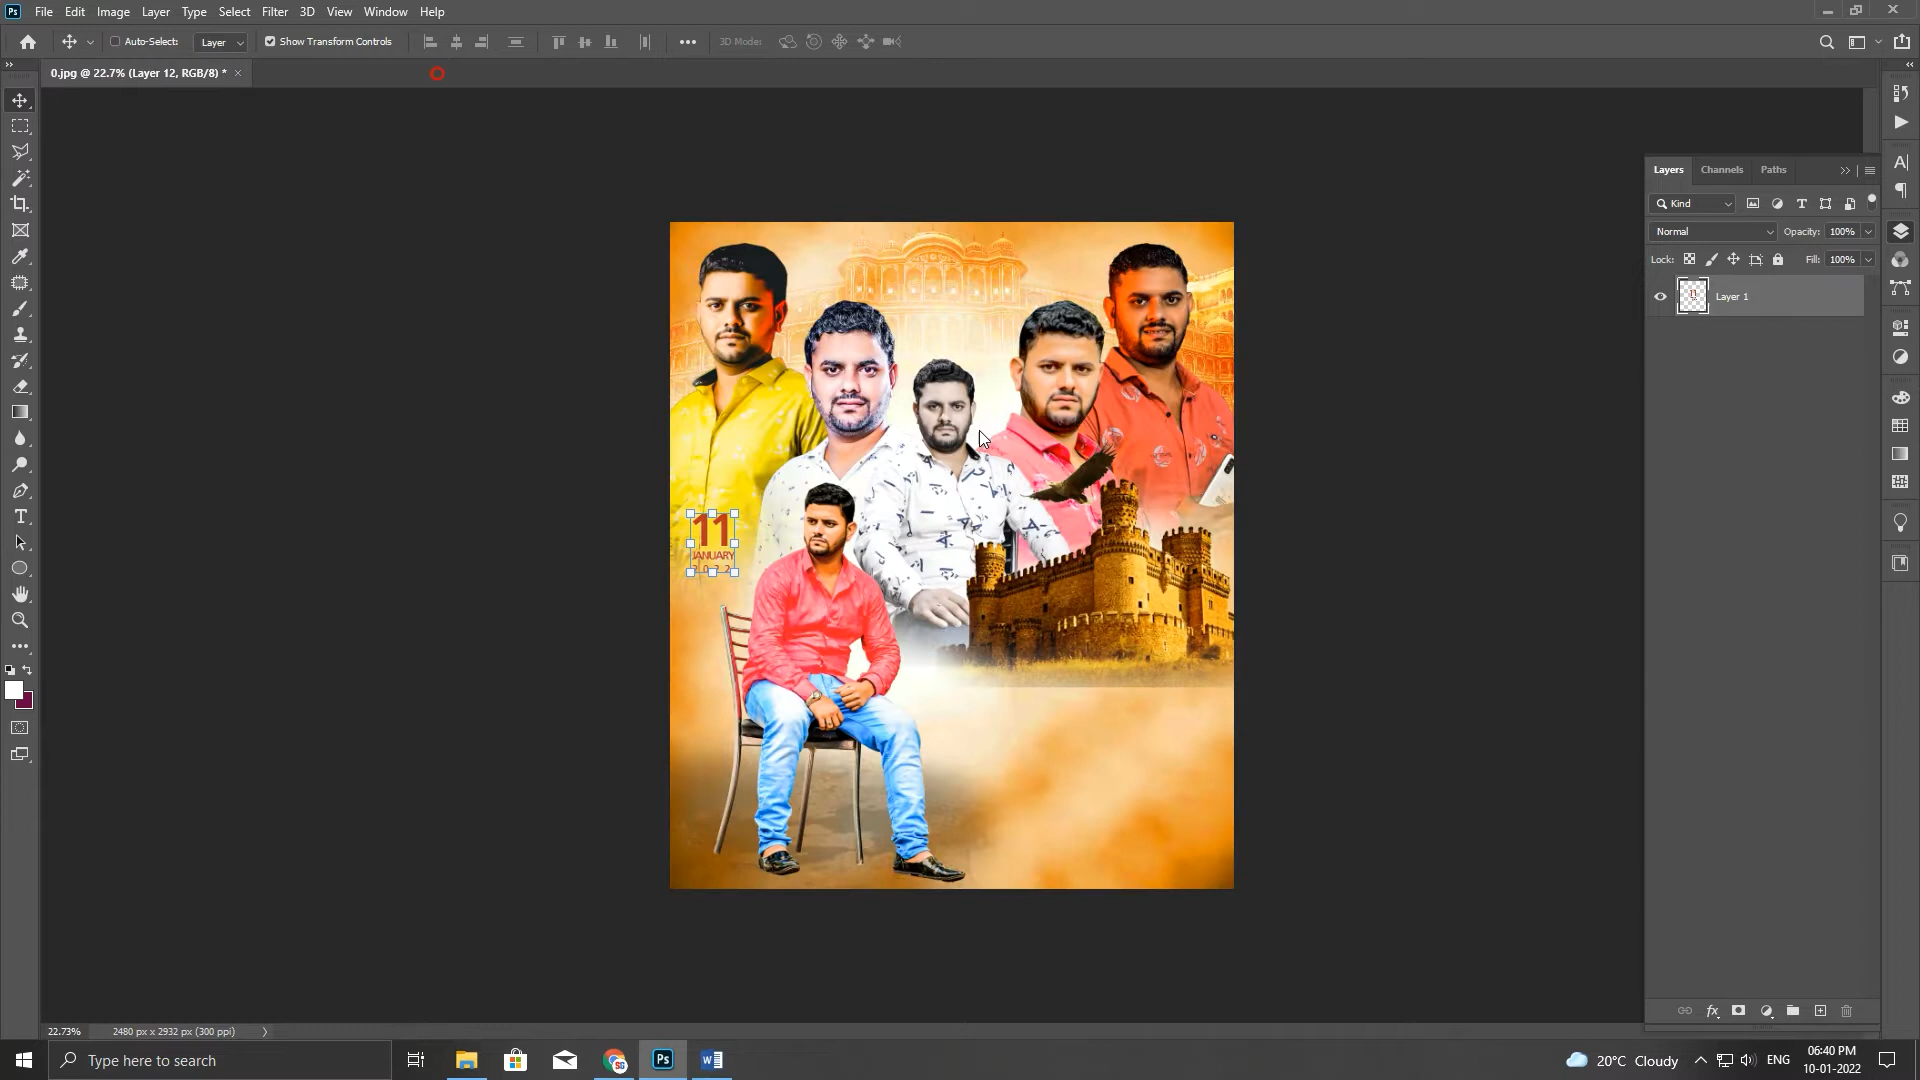 Ps File Edit Image Layer Type Select Filter 3D View Window Help
Auto-Select: Layer Show Transform Controls 3D Mode:
0.jpg @ 22.7% (Layer 12, RGB/8) * ×
Layers Channels Paths
Kind
Normal Opacity: 100%
Lock: Fill: 100%
Layer 1
11
JANUARY
2022
22.73% 2480 px x 2932 px (300 ppi)
Type here to search
20°C Cloudy ENG 06:40 PM
10-01-2022